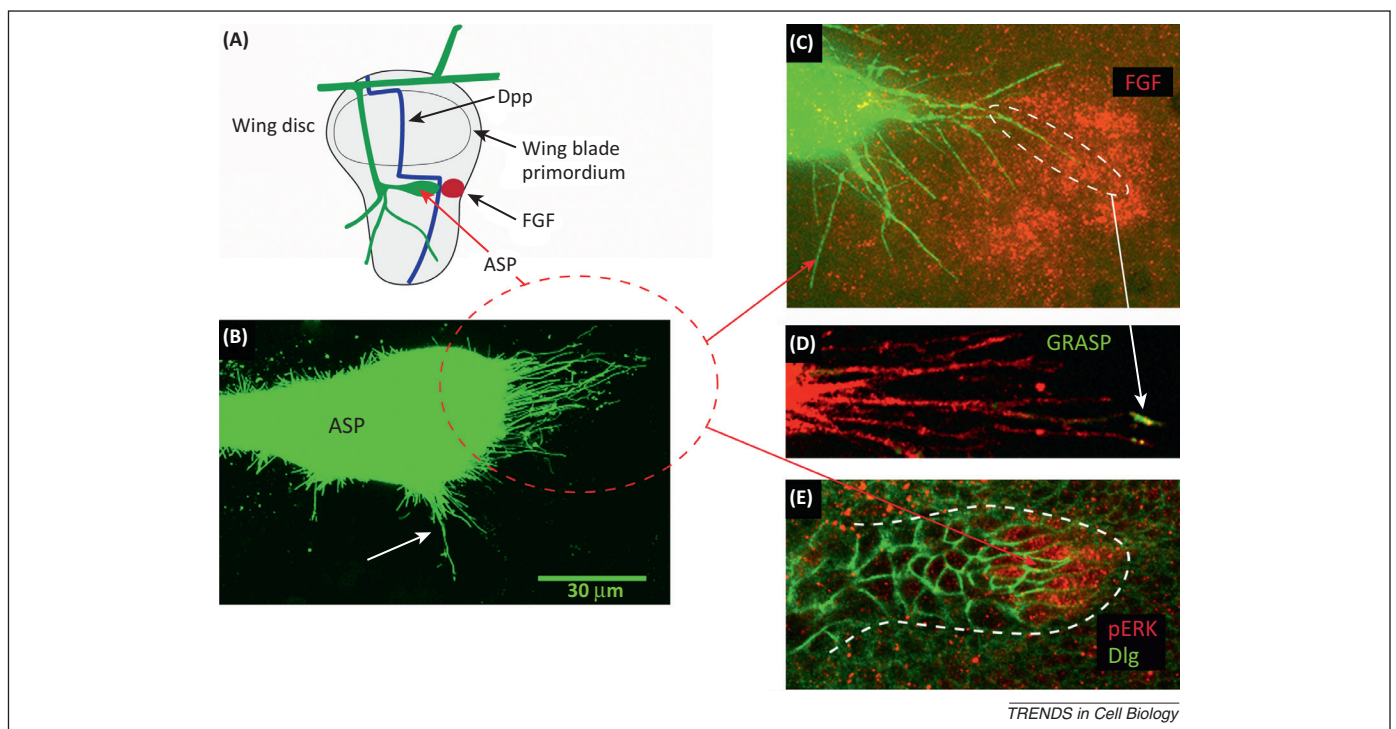 (A)
Dpp
Wing disc
Wing blade
primordium
FGF
ASP
(B)
ASP
30 μm
(C)
FGF
(D)
GRASP
(E)
pERK
Dlg
TRENDS in Cell Biology